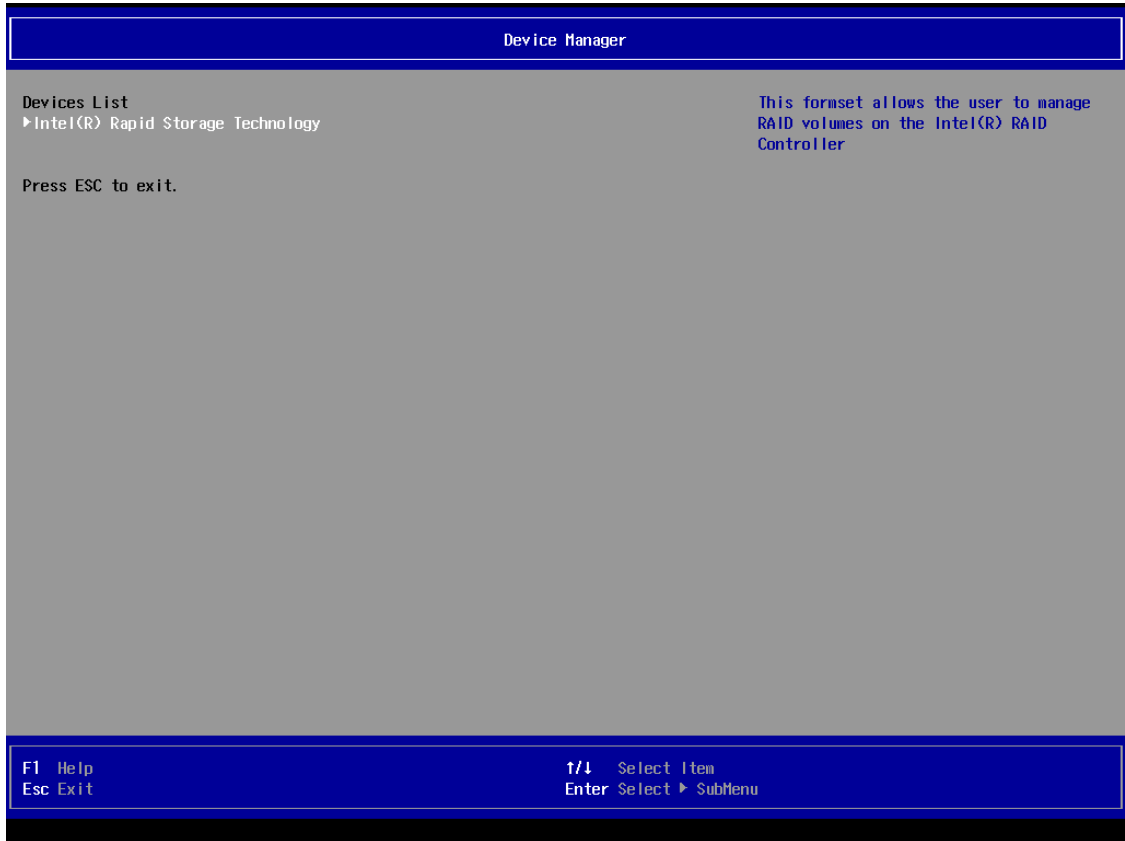 Device Manager
Devices List
▶Intel(R) Rapid Storage Technology
Press ESC to exit.
This formset allows the user to manage
RAID volumes on the Intel(R) RAID
Controller
F1 Help
Esc Exit
↑/↓ Select Item
Enter Select ▶ SubMenu